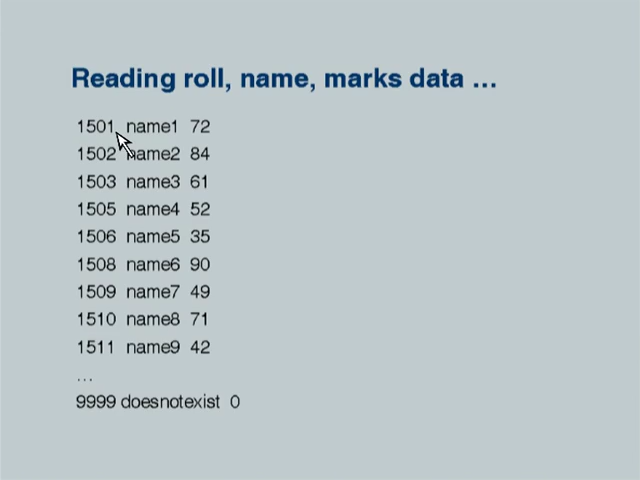 Reading roll, name, marks data ...
1501 name1 72
1502 name2 84
1503 name3 61
1505 name4 52
1506 name5 35
1508 name6 90
1509 name7 49
1510 name8 71
1511 name9 42
...
9999 doesnotexist 0